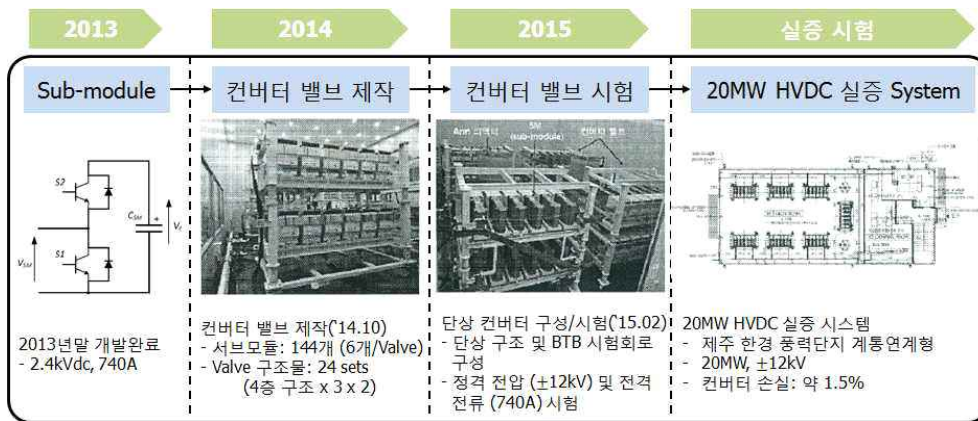 2013
2014
2015
실증 시험
Sub-module
컨버터 밸브 제작
컨버터 밸브 시험
20MW HVDC 실증 System
S2
S1
CSM
+
Vc
VSM
Arm 리액터
SM
(sub-module)
컨버터 밸브
2013년말 개발완료
- 2.4kVdc, 740A
컨버터 밸브 제작('14.10)
- 서브모듈: 144개 (6개/Valve)
- Valve 구조물: 24 sets
(4층 구조 x 3 x 2)
단상 컨버터 구성/시험('15.02)
- 단상 구조 및 BTB 시험회로
구성
- 정격 전압 (±12kV) 및 전격
전류 (740A) 시험
20MW HVDC 실증 시스템
- 제주 한경 풍력단지 계통연계형
- 20MW, ±12kV
- 컨버터 손실: 약 1.5%